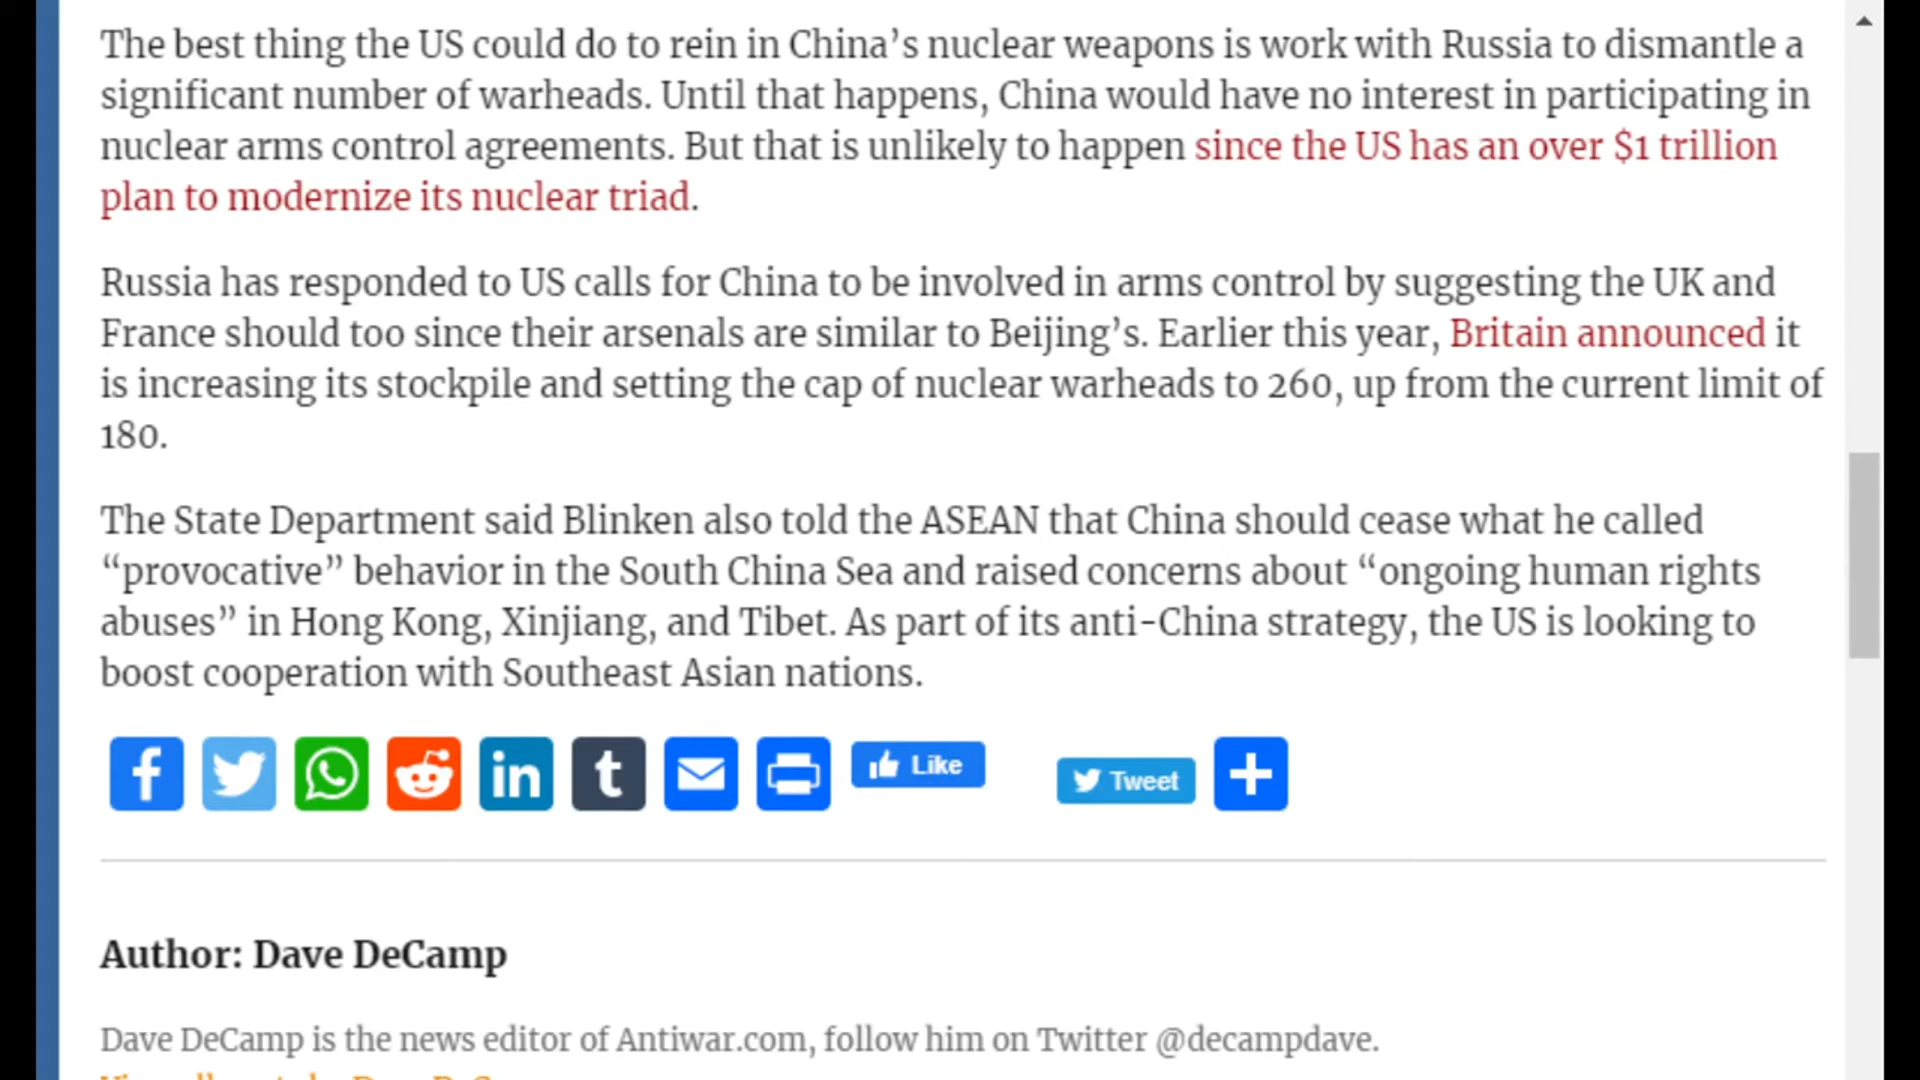 The best thing the US could do to rein in China’s nuclear weapons is work with Russia to dismantle a
significant number of warheads. Until that happens, China would have no interest in participating in
nuclear arms control agreements. But that is unlikely to happen since the US has an over $1 trillion
plan to modernize its nuclear triad.
Russia has responded to US calls for China to be involved in arms control by suggesting the UK and
France should too since their arsenals are similar to Beijing’s. Earlier this year, Britain announced it
is increasing its stockpile and setting the cap of nuclear warheads to 260, up from the current limit of
180.
The State Department said Blinken also told the ASEAN that China should cease what he called
“provocative” behavior in the South China Sea and raised concerns about “ongoing human rights
abuses” in Hong Kong, Xinjiang, and Tibet. As part of its anti-China strategy, the US is looking to
boost cooperation with Southeast Asian nations.
Like Tweet
Author: Dave DeCamp
Dave DeCamp is the news editor of Antiwar.com, follow him on Twitter @decampdave.